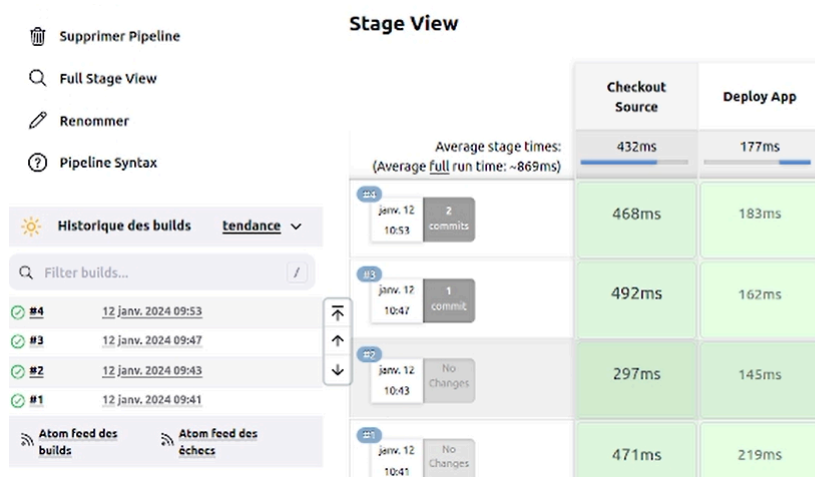 Supprimer Pipeline
Full Stage View
Renommer
Pipeline Syntax
Historique des builds tendance
Filter builds... /
#4 12 janv. 2024 09:53
#3 12 janv. 2024 09:47
#2 12 janv. 2024 09:43
#1 12 janv. 2024 09:41
Atom feed des builds
Atom feed des échecs
Stage View
Checkout Source
Deploy App
Average stage times:
(Average full run time: ~869ms)
432ms
177ms
#4
janv. 12
10:53
2
commits
468ms
183ms
#3
janv. 12
10:47
1
commit
492ms
162ms
#2
janv. 12
10:43
No
Changes
297ms
145ms
#1
janv. 12
10:41
No
Changes
471ms
219ms